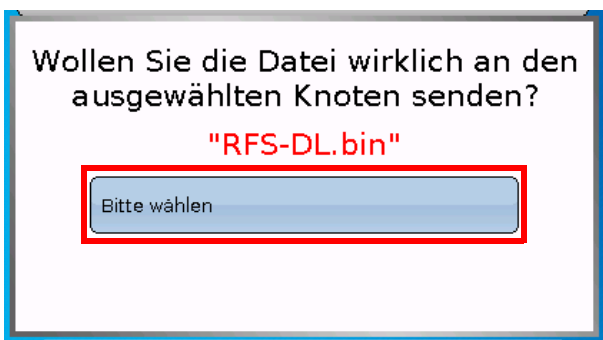 Wollen Sie die Datei wirklich an den
ausgewählten Knoten senden?
"RFS-DL.bin"
Bitte wählen